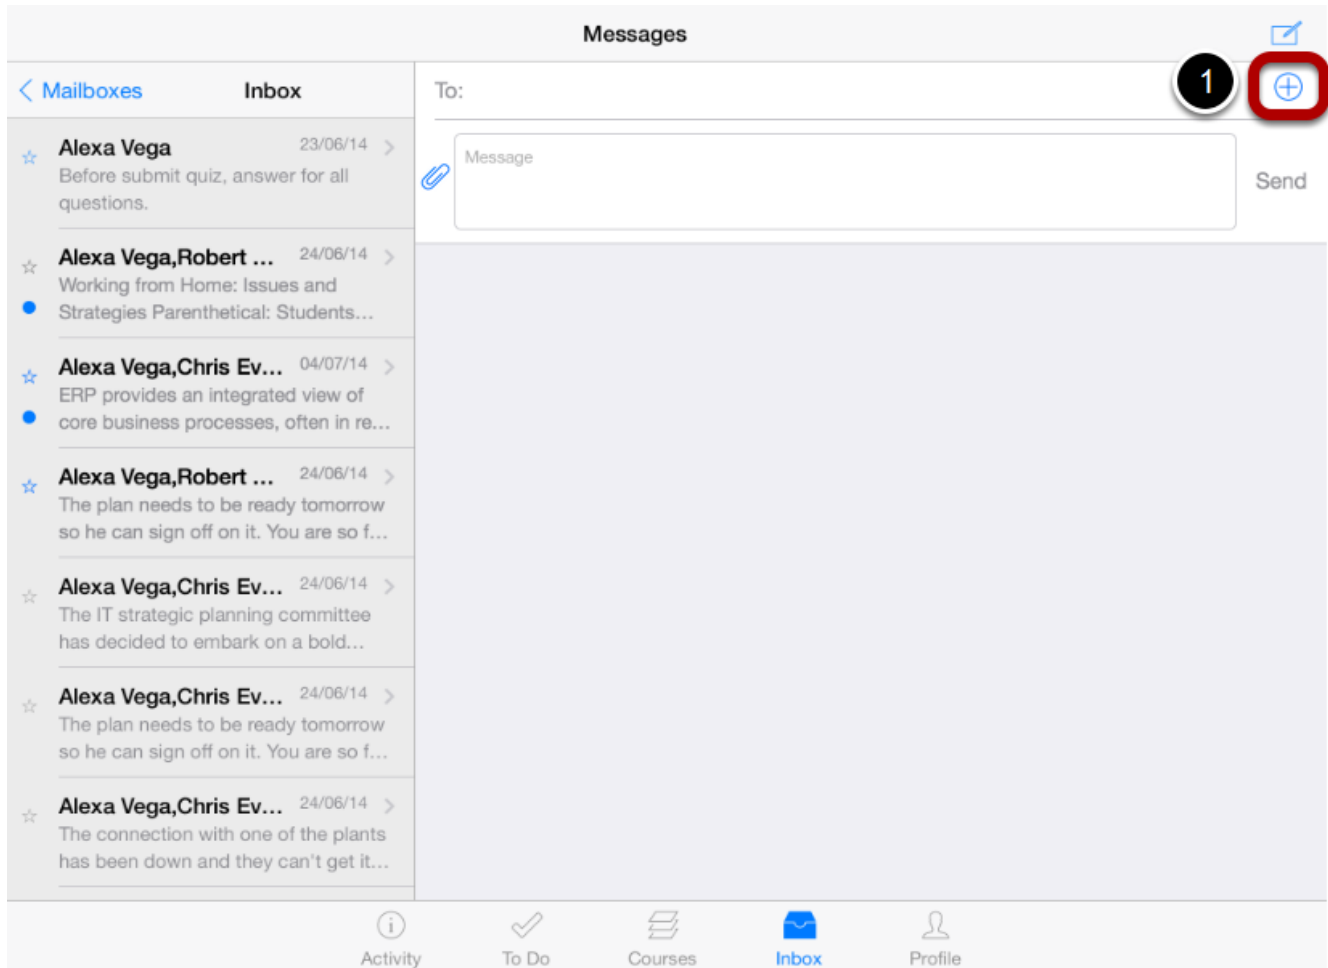 Messages
Mailboxes
Inbox
To:
1
Alexa Vega 23/06/14
Before submit quiz, answer for all
questions.
Message
Send
Alexa Vega,Robert ... 24/06/14
Working from Home: Issues and
Strategies Parenthetical: Students...
Alexa Vega,Chris Ev... 04/07/14
ERP provides an integrated view of
core business processes, often in re...
Alexa Vega,Robert ... 24/06/14
The plan needs to be ready tomorrow
so he can sign off on it. You are so f...
Alexa Vega,Chris Ev... 24/06/14
The IT strategic planning committee
has decided to embark on a bold...
Alexa Vega,Chris Ev... 24/06/14
The plan needs to be ready tomorrow
so he can sign off on it. You are so f...
Alexa Vega,Chris Ev... 24/06/14
The connection with one of the plants
has been down and they can't get it...
Activity
To Do
Courses
Inbox
Profile